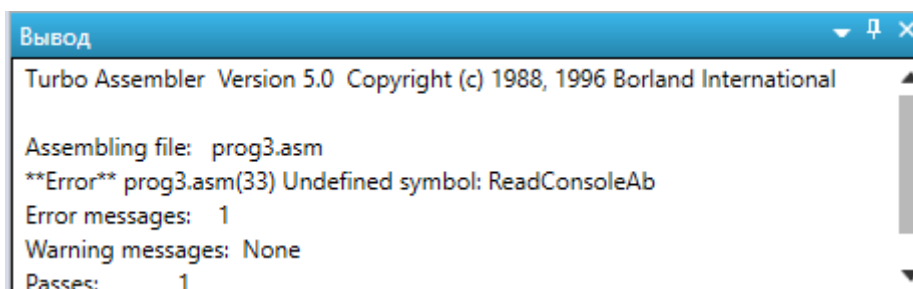 Вывод
Turbo Assembler  Version 5.0  Copyright (c) 1988, 1996 Borland International
Assembling file:   prog3.asm
**Error** prog3.asm(33) Undefined symbol: ReadConsoleAb
Error messages:    1
Warning messages:  None
Passes:            1